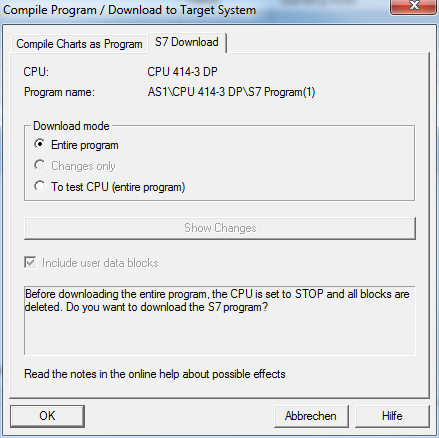 Compile Program / Download to Target System
Compile Charts as Program
S7 Download
CPU:
CPU 414-3 DP
Program name:
AS1\CPU 414-3 DP\S7 Program(1)
Download mode
Entire program
Changes only
To test CPU (entire program)
Show Changes
Include user data blocks
Before downloading the entire program, the CPU is set to STOP and all blocks are
deleted. Do you want to download the S7 program?
Read the notes in the online help about possible effects
OK
Abbrechen
Hilfe